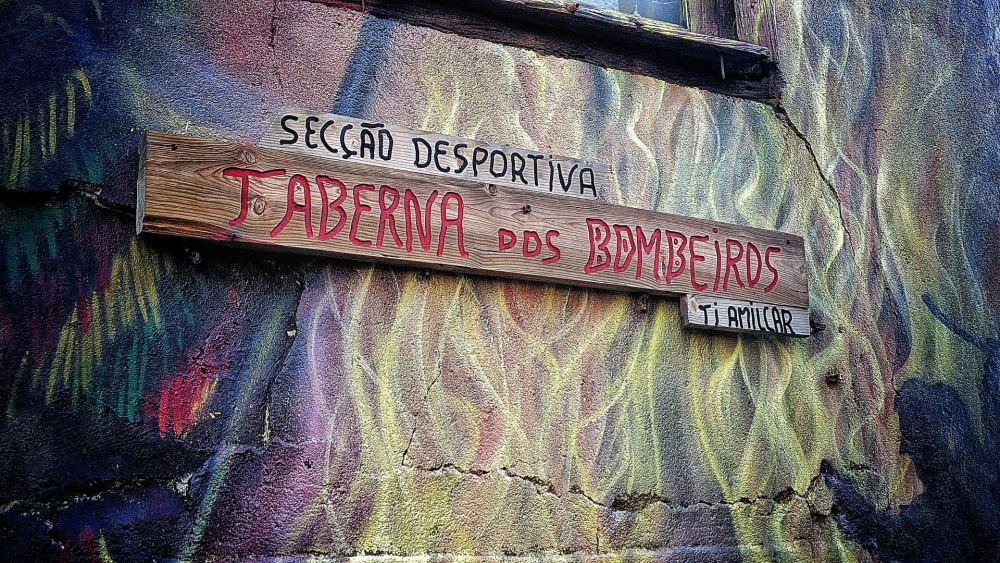 SECÇÃO DESPORTIVA
TABERNA DOS BOMBEIROS
TI AMILCAR